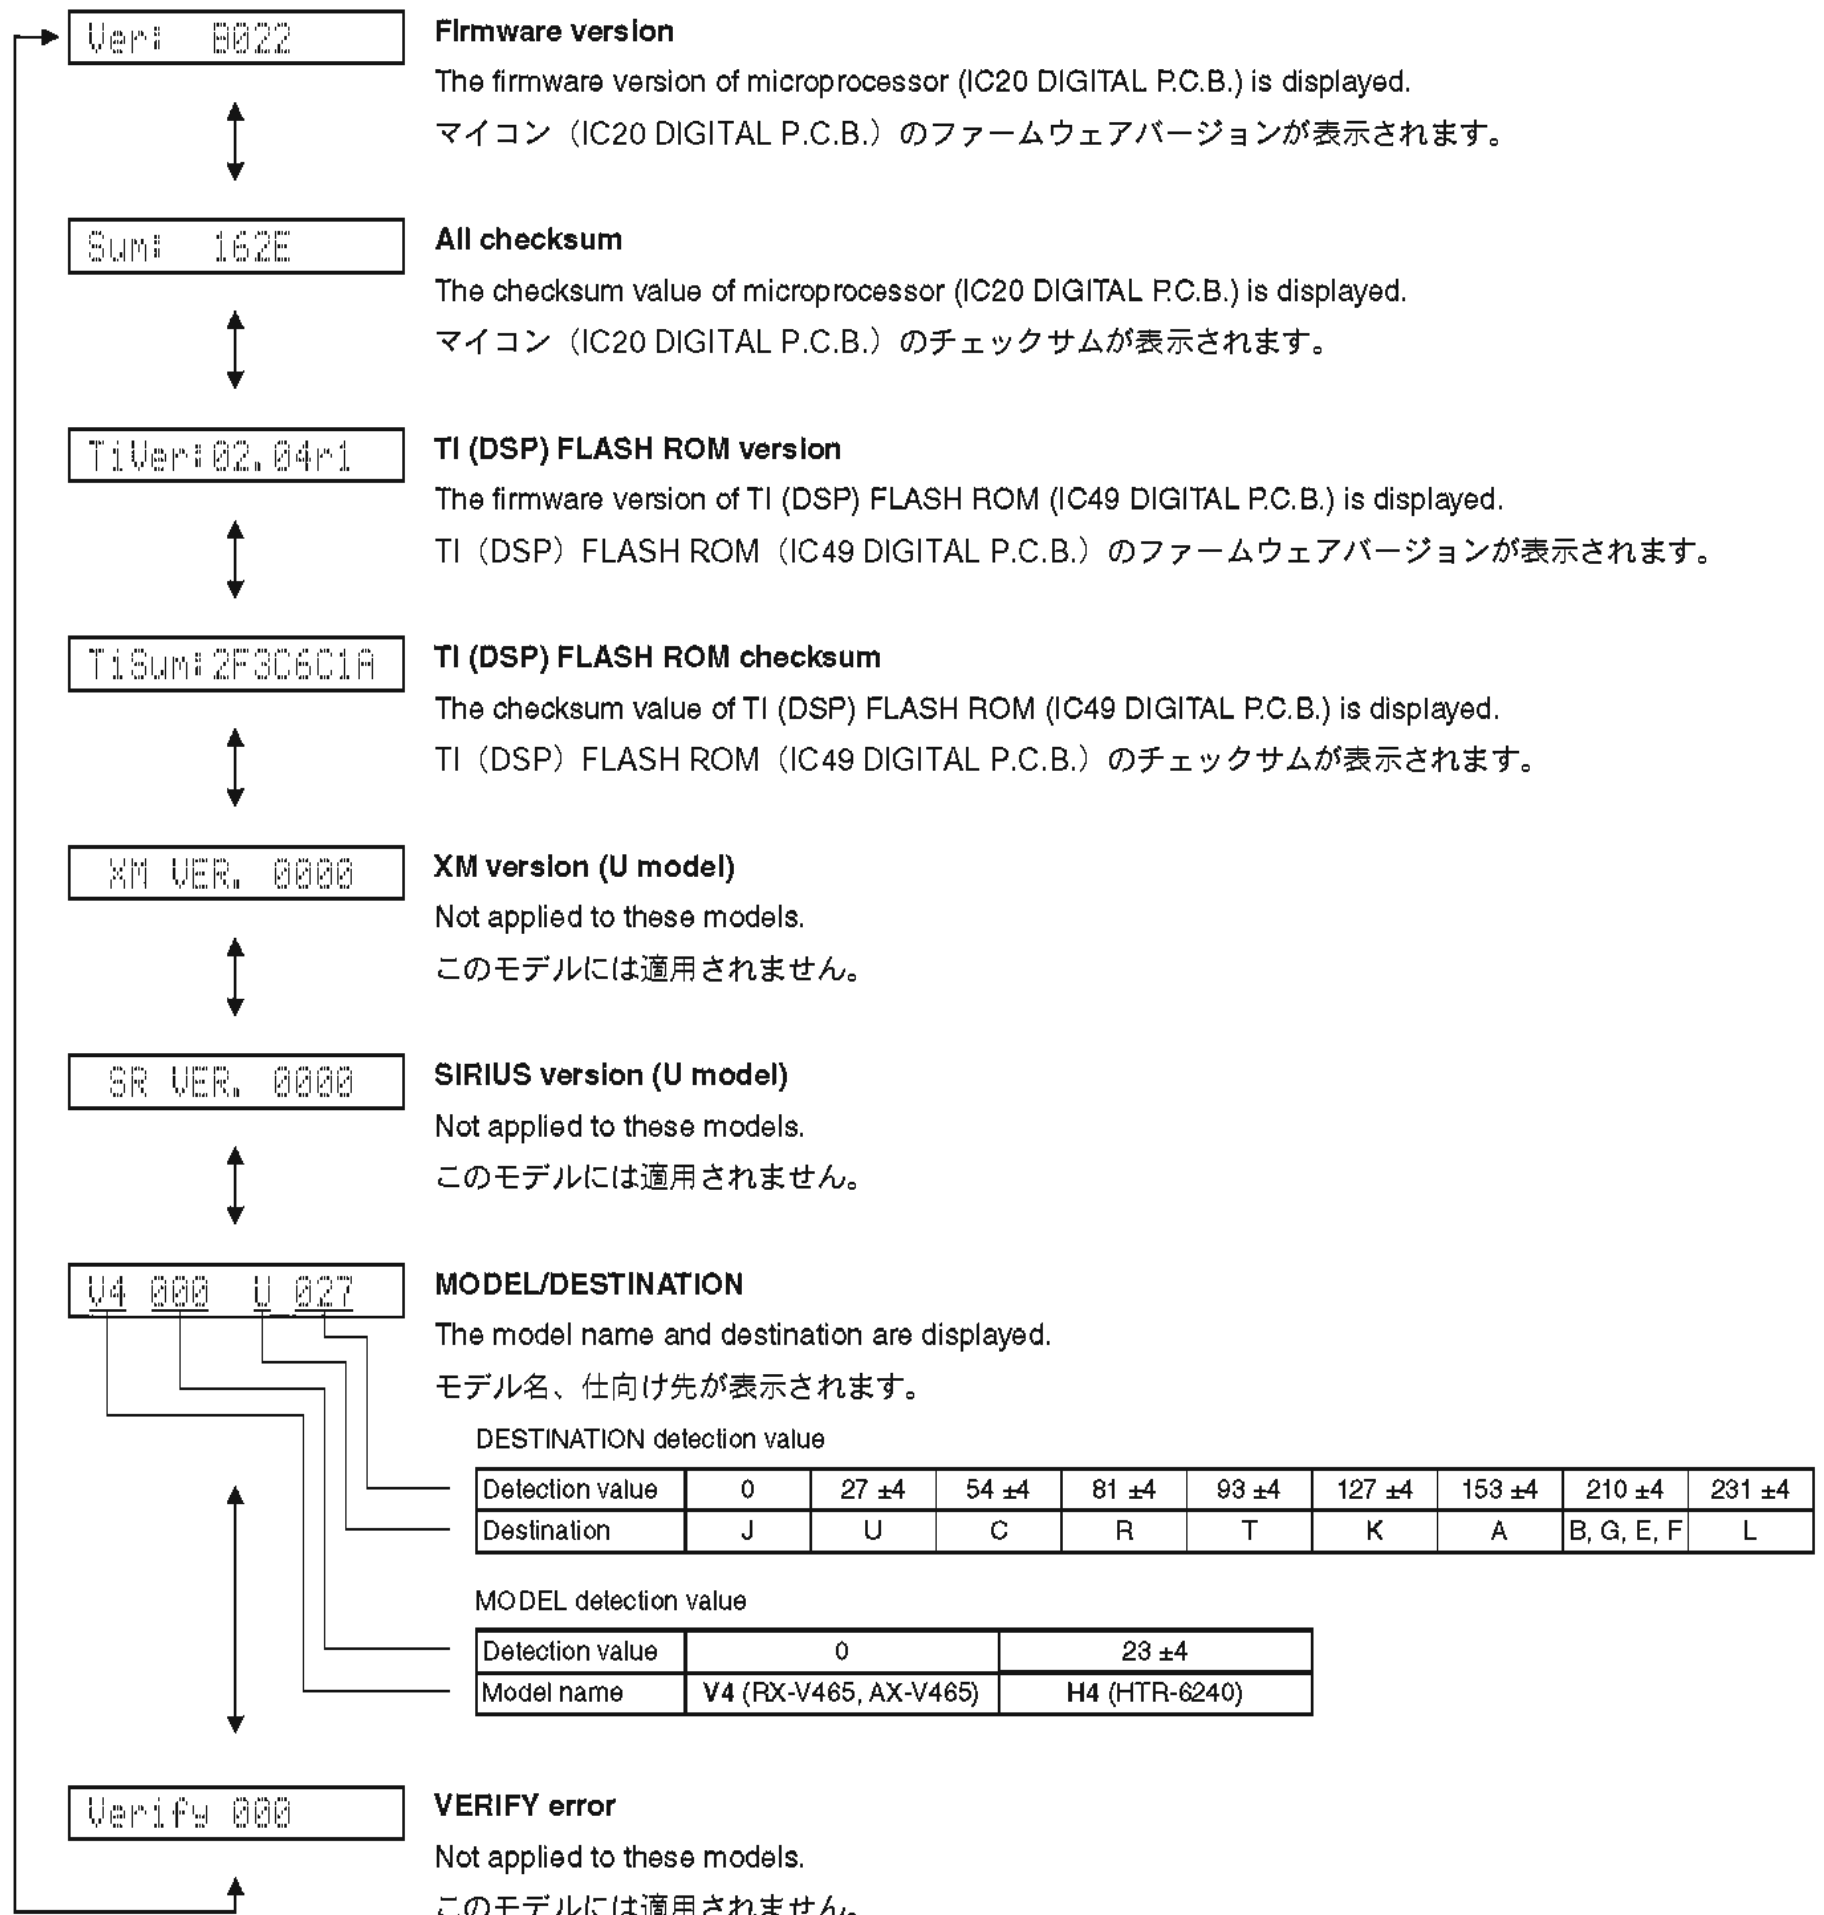 Ver: B022
Firmware version
The firmware version of microprocessor (IC20 DIGITAL P.C.B.) is displayed.
マイコン（IC20 DIGITAL P.C.B.）のファームウェアバージョンが表示されます。
Sum: 162E
All checksum
The checksum value of microprocessor (IC20 DIGITAL P.C.B.) is displayed.
マイコン（IC20 DIGITAL P.C.B.）のチェックサムが表示されます。
TiVer:02.04r1
TI (DSP) FLASH ROM version
The firmware version of TI (DSP) FLASH ROM (IC49 DIGITAL P.C.B.) is displayed.
TI（DSP）FLASH ROM（IC49 DIGITAL P.C.B.）のファームウェアバージョンが表示されます。
TiSum:2F3C6C1A
TI (DSP) FLASH ROM checksum
The checksum value of TI (DSP) FLASH ROM (IC49 DIGITAL P.C.B.) is displayed.
TI（DSP）FLASH ROM（IC49 DIGITAL P.C.B.）のチェックサムが表示されます。
XM VER. 0000
XM version (U model)
Not applied to these models.
このモデルには適用されません。
SR VER. 0000
SIRIUS version (U model)
Not applied to these models.
このモデルには適用されません。
V4 000 U 027
MODEL/DESTINATION
The model name and destination are displayed.
モデル名、仕向け先が表示されます。
DESTINATION detection value
Detection value 0 27 ±4 54 ±4 81 ±4 93 ±4 127 ±4 153 ±4 210 ±4 231 ±4
Destination J U C R T K A B, G, E, F L
MODEL detection value
Detection value 0 23 ±4
Model name V4 (RX-V465, AX-V465) H4 (HTR-6240)
Verify 000
VERIFY error
Not applied to these models.
このモデルには適用されません。